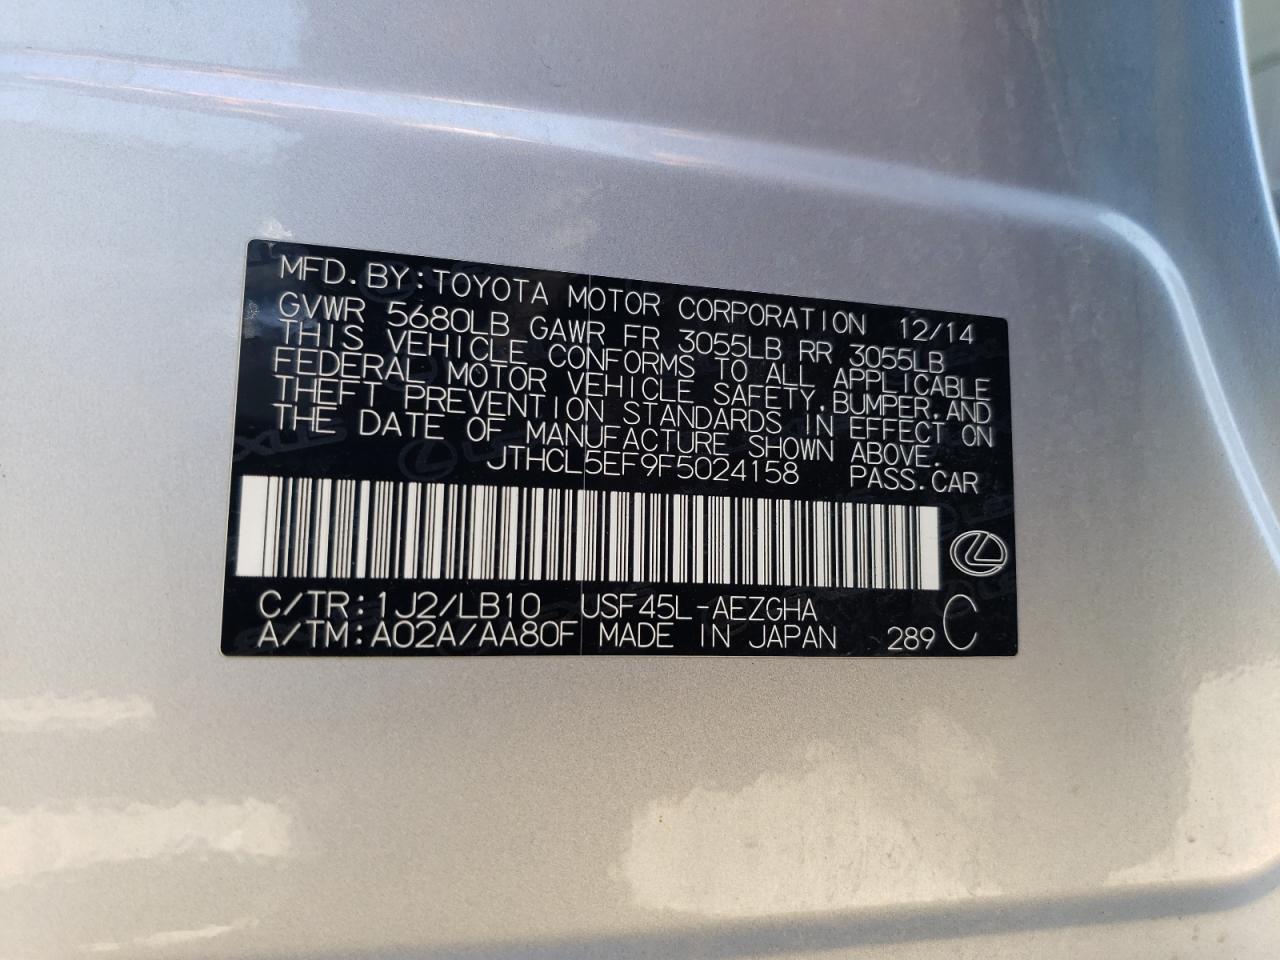 MFD. BY: TOYOTA MOTOR CORPORATION 12/14
GVWR 5680LB GAWR FR 3055LB RR 3055LB
THIS VEHICLE CONFORMS TO ALL APPLICABLE
FEDERAL MOTOR VEHICLE SAFETY, BUMPER, AND
THEFT PREVENTION STANDARDS IN EFFECT ON
THE DATE OF MANUFACTURE SHOWN ABOVE.
JTHCL5EF9F5024158 PASS. CAR
C/TR: 1J2/LB10 USF45L-AEZGHA
A/TM: A02A/AA80F MADE IN JAPAN 289 C